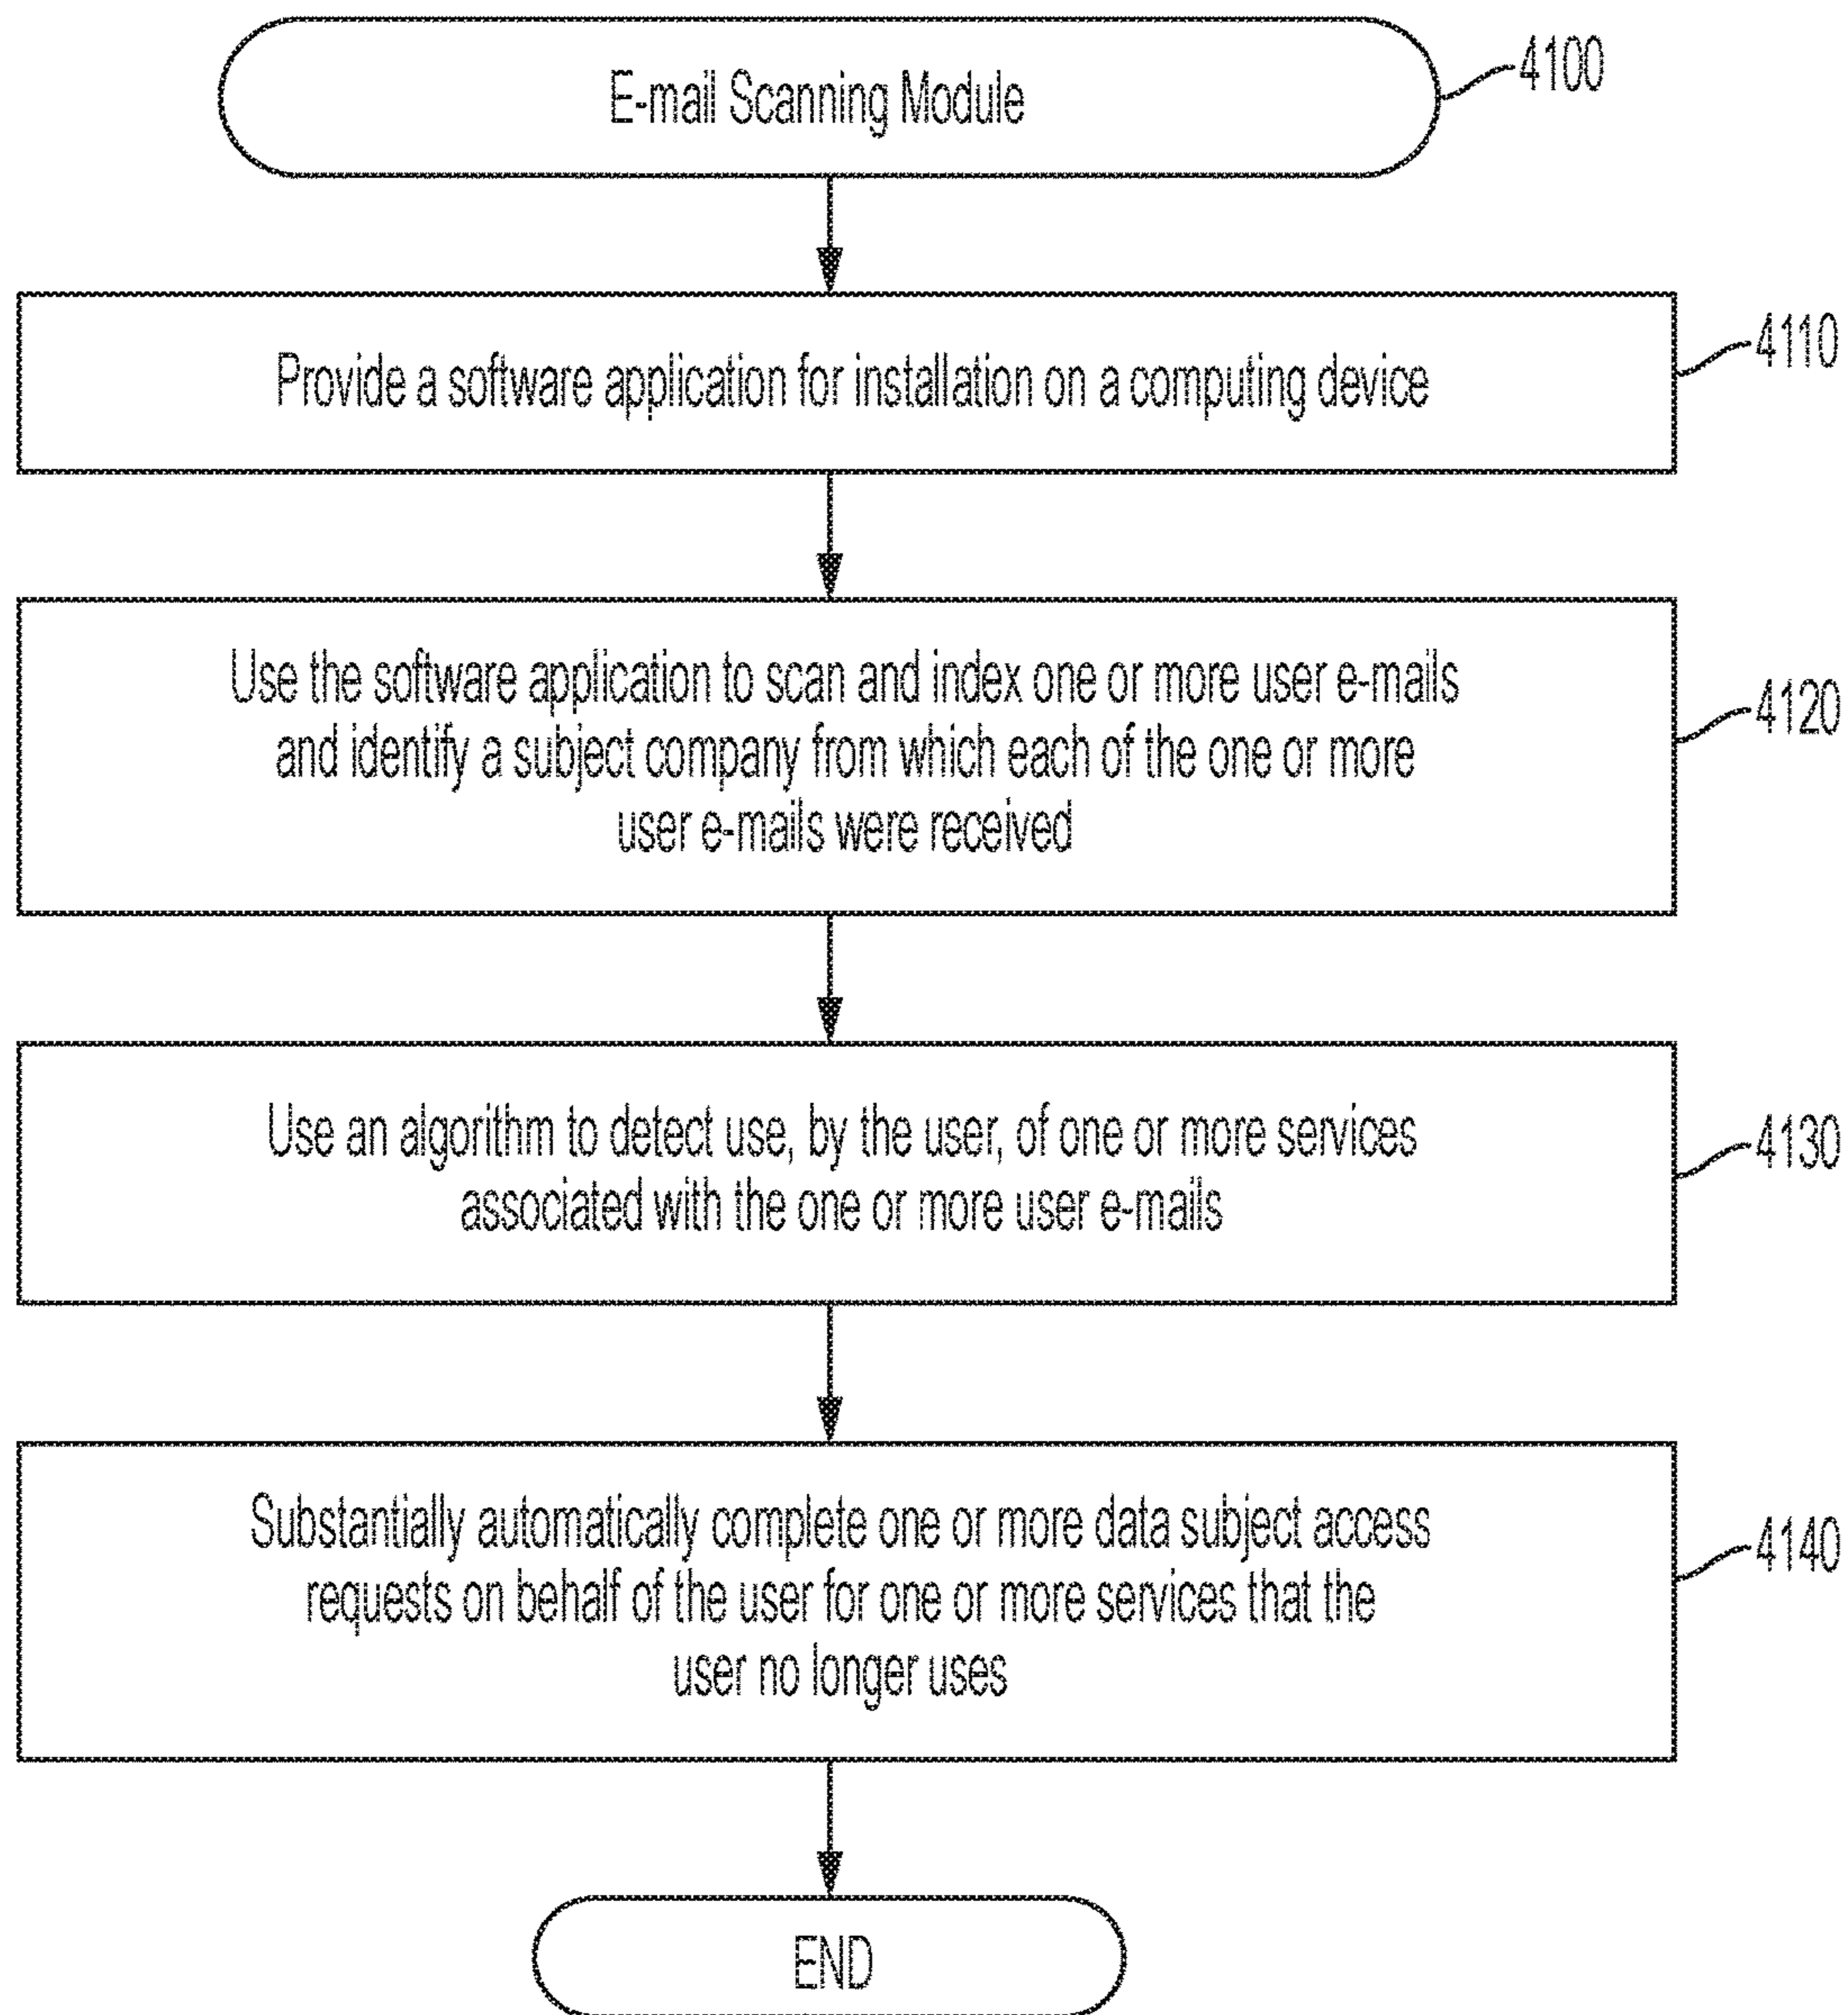 E-mail Scanning Module
4100
Provide a software application for installation on a computing device
4110
Use the software application to scan and index one or more user e-mails
and identify a subject company from which each of the one or more
user e-mails were received
4120
Use an algorithm to detect use, by the user, of one or more services
associated with the one or more user e-mails
4130
Substantially automatically complete one or more data subject access
requests on behalf of the user for one or more services that the
user no longer uses
4140
END